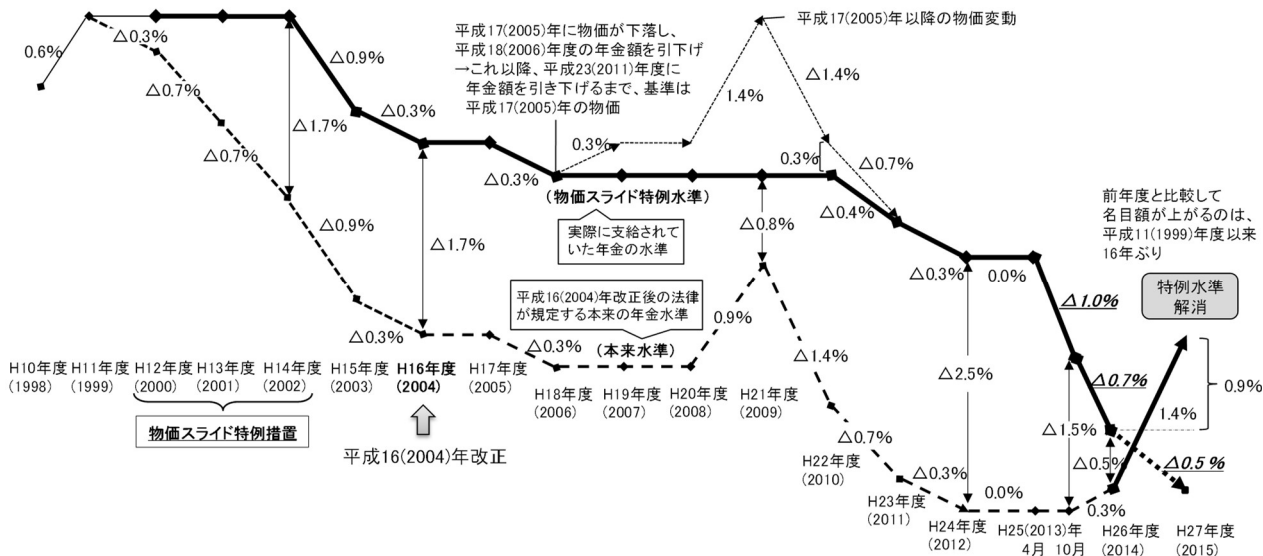 平成17(2005)年に物価が下落し、
平成18(2006)年度の年金額を引下げ
→これ以降、平成23(2011)年度に
年金額を引き下げるまで、基準は
平成17(2005)年の物価
平成17(2005)年以降の物価変動
0.6%
△0.3%
△0.7%
△0.7%
△0.9%
△0.3%
△1.7%
△0.9%
△0.3%
△1.7%
△0.3%
0.3%
1.4%
△1.4%
0.3%
△0.7%
△0.4%
△0.3%
0.0%
(物価スライド特例水準)
実際に支給されて
いた年金の水準
△0.8%
平成16(2004)年改正後の法律
が規定する本来の年金水準
(本来水準)
△0.3%
0.9%
△1.4%
△0.7%
△0.3%
△2.5%
0.0%
前年度と比較して
名目額が上がるのは、
平成11(1999)年度以来
16年ぶり
特例水準
解消
△1.0%
△0.7%
△1.5%
△0.5%
0.3%
1.4%
0.9%
△0.5%
H10年度
(1998)
H11年度
(1999)
H12年度
(2000)
H13年度
(2001)
H14年度
(2002)
H15年度
(2003)
H16年度
(2004)
H17年度
(2005)
H18年度
(2006)
H19年度
(2007)
H20年度
(2008)
H21年度
(2009)
H22年度
(2010)
H23年度
(2011)
H24年度
(2012)
H25(2013)年
4月 10月
H26年度
(2014)
H27年度
(2015)
物価スライド特例措置
平成16(2004)年改正